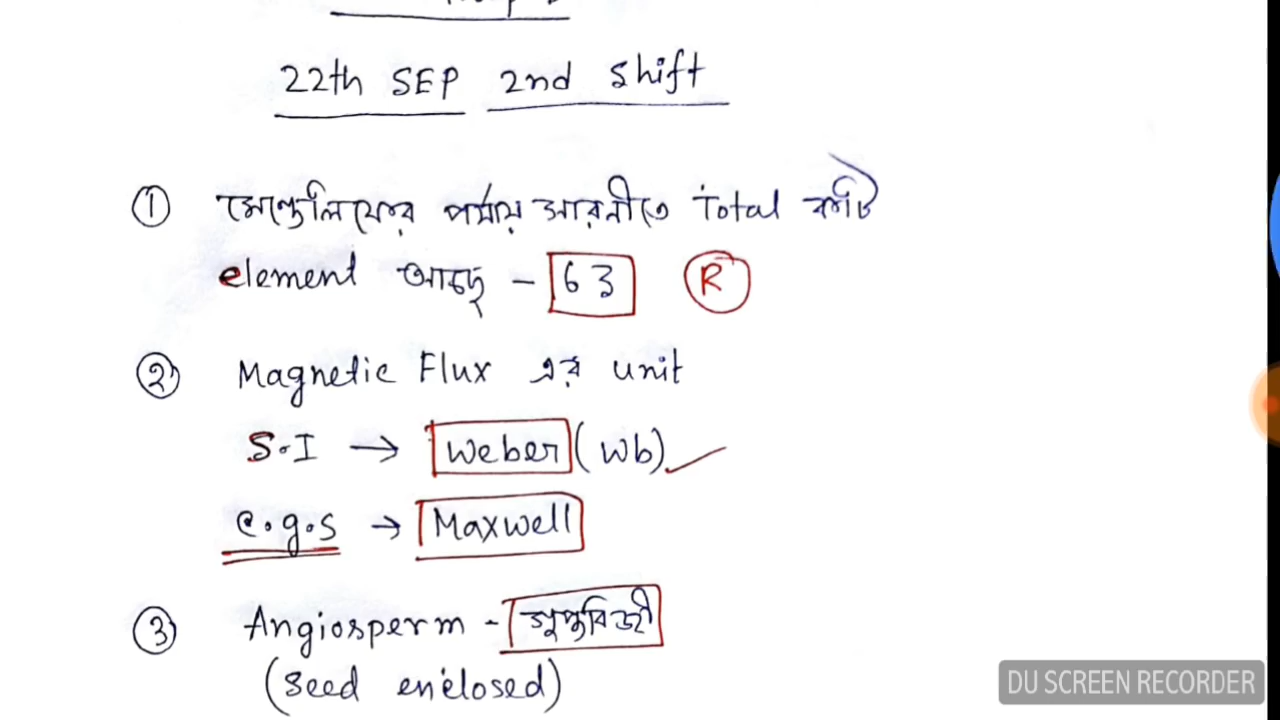 22th SEP 2nd Shift
① মেন্ডেলিফের পর্যায় সারনীতে Total কটি
element আছে - 63 R
② Magnetic Flux এর unit
S.I → Weber (Wb)
C.g.s → Maxwell
③ Angiosperm - গুপ্তবিজী
(Seed enclosed)
DU SCREEN RECORDER